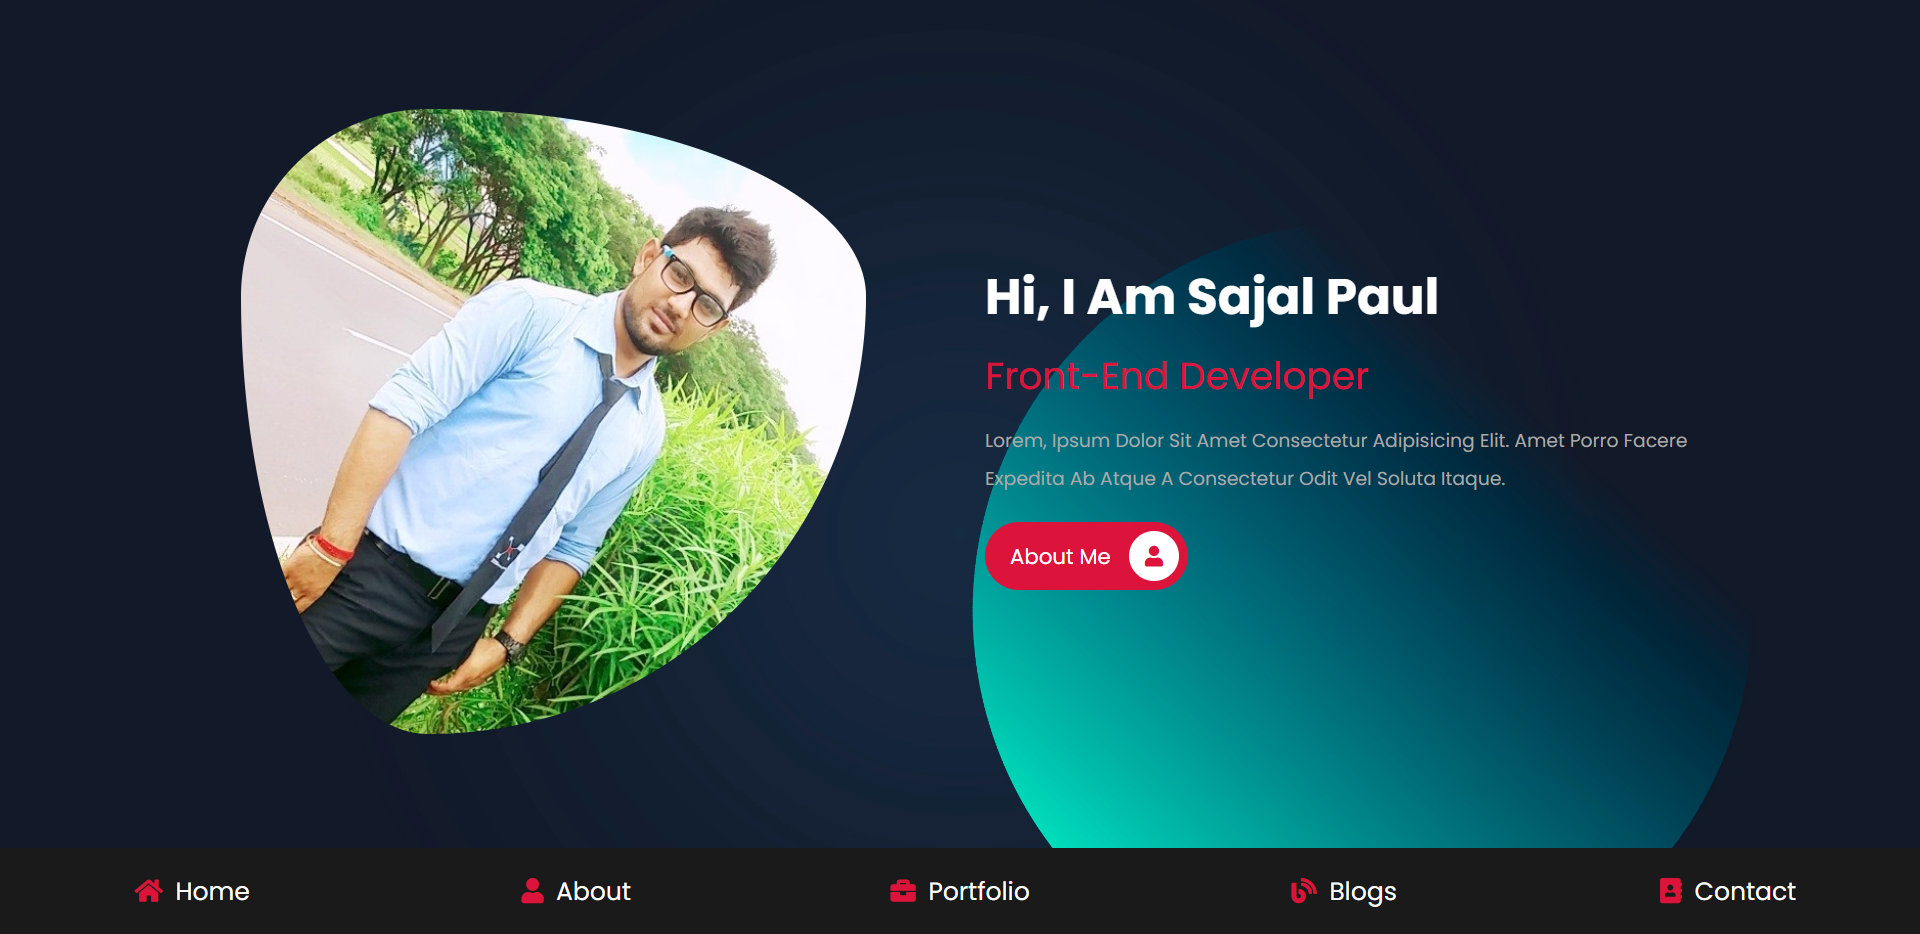 Hi, I Am Sajal Paul
Front-End Developer
Lorem, Ipsum Dolor Sit Amet Consectetur Adipisicing Elit. Amet Porro Facere
Expedita Ab Atque A Consectetur Odit Vel Soluta Itaque.
About Me
Home
About
Portfolio
Blogs
Contact